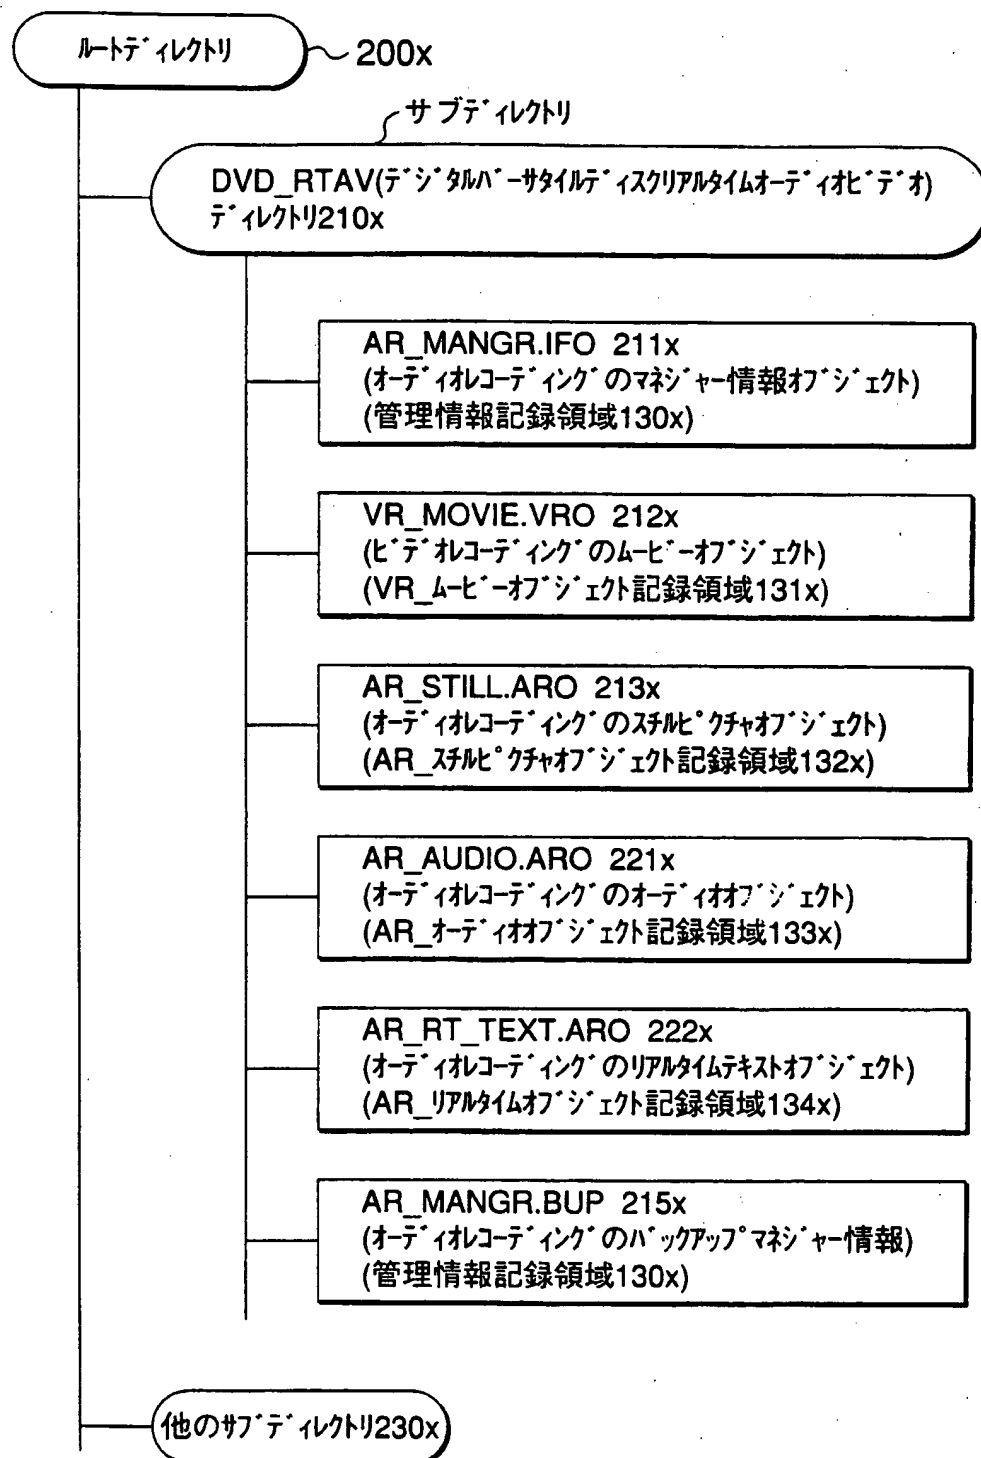 ﾙｰﾄﾃﾞｨﾚｸﾄﾘ
200x
サブディレクトリ
DVD_RTAV(ﾃﾞｼﾞﾀﾙﾊﾞｰｻﾀｲﾙﾃﾞｨｽｸﾘｱﾙﾀｲﾑｵｰﾃﾞｨｵﾋﾞﾃﾞｵ)
ﾃﾞｨﾚｸﾄﾘ210x
AR_MANGR.IFO 211x
(ｵｰﾃﾞｨｵﾚｺｰﾃﾞｨﾝｸﾞのﾏﾈｼﾞｬｰ情報ｵﾌﾞｼﾞｪｸﾄ)
(管理情報記録領域130x)
VR_MOVIE.VRO 212x
(ﾋﾞﾃﾞｵﾚｺｰﾃﾞｨﾝｸﾞのﾑｰﾋﾞｰｵﾌﾞｼﾞｪｸﾄ)
(VR_ﾑｰﾋﾞｰｵﾌﾞｼﾞｪｸﾄ記録領域131x)
AR_STILL.ARO 213x
(ｵｰﾃﾞｨｵﾚｺｰﾃﾞｨﾝｸﾞのｽﾁﾙﾋﾟｸﾁｬｵﾌﾞｼﾞｪｸﾄ)
(AR_ｽﾁﾙﾋﾟｸﾁｬｵﾌﾞｼﾞｪｸﾄ記録領域132x)
AR_AUDIO.ARO 221x
(ｵｰﾃﾞｨｵﾚｺｰﾃﾞｨﾝｸﾞのｵｰﾃﾞｨｵｵﾌﾞｼﾞｪｸﾄ)
(AR_ｵｰﾃﾞｨｵｵﾌﾞｼﾞｪｸﾄ記録領域133x)
AR_RT_TEXT.ARO 222x
(ｵｰﾃﾞｨｵﾚｺｰﾃﾞｨﾝｸﾞのﾘｱﾙﾀｲﾑﾃｷｽﾄｵﾌﾞｼﾞｪｸﾄ)
(AR_ﾘｱﾙﾀｲﾑｵﾌﾞｼﾞｪｸﾄ記録領域134x)
AR_MANGR.BUP 215x
(ｵｰﾃﾞｨｵﾚｺｰﾃﾞｨﾝｸﾞのﾊﾞｯｸｱｯﾌﾟﾏﾈｼﾞｬｰ情報)
(管理情報記録領域130x)
他のｻﾌﾞﾃﾞｨﾚｸﾄﾘ230x